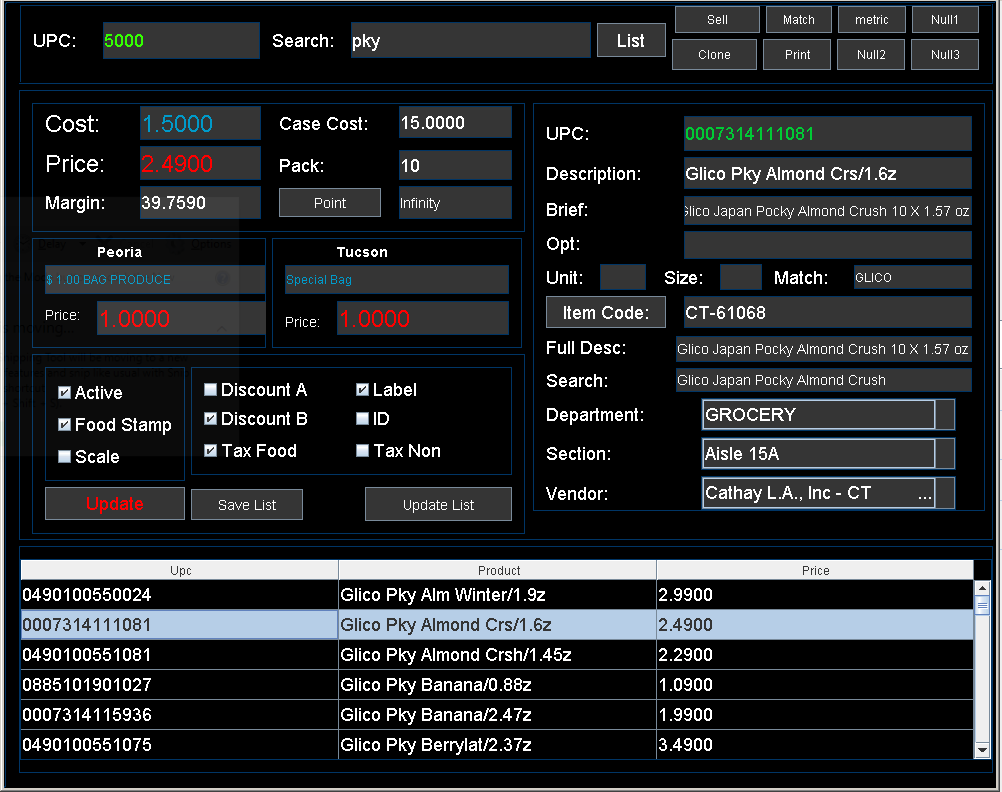 UPC: 5000 Search: pky List Sell Match metric Null1
Clone Print Null2 Null3
Cost: 1.5000 Case Cost: 15.0000
Price: 2.4900 Pack: 10
Margin: 39.7590 Point Infinity
Peoria Tucson
$ 1.00 BAG PRODUCE Special Bag
Price: 1.0000 Price: 1.0000
Active Discount A Label
Food Stamp Discount B ID
Scale Tax Food Tax Non
Update Save List Update List
UPC: 0007314111081
Description: Glico Pky Almond Crs/1.6z
Brief: Glico Japan Pocky Almond Crush 10 X 1.57 oz
Opt:
Unit: Size: Match: GLICO
Item Code: CT-61068
Full Desc: Glico Japan Pocky Almond Crush 10 X 1.57 oz
Search: Glico Japan Pocky Almond Crush
Department: GROCERY
Section: Aisle 15A
Vendor: Cathay L.A., Inc - CT ...
Upc Product Price
0490100550024 Glico Pky Alm Winter/1.9z 2.9900
0007314111081 Glico Pky Almond Crs/1.6z 2.4900
0490100551081 Glico Pky Almond Crsh/1.45z 2.2900
0885101901027 Glico Pky Banana/0.88z 1.0900
0007314115936 Glico Pky Banana/2.47z 1.9900
0490100551075 Glico Pky Berrylat/2.37z 3.4900